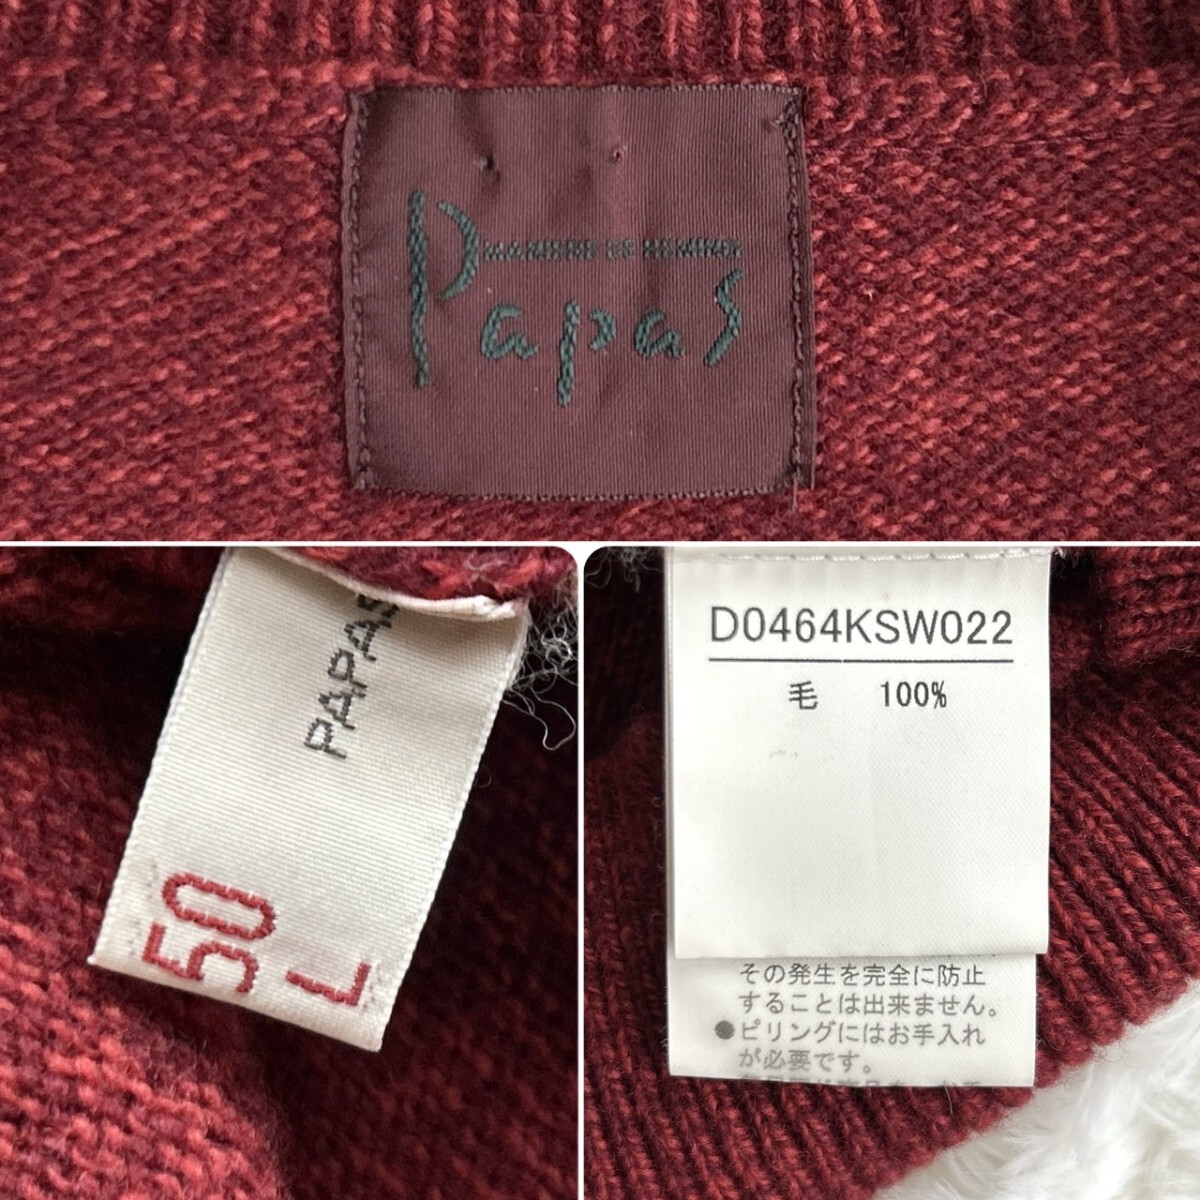 Papas
PAPAS
50
L
D0464KSW022
毛 100%
その発生を完全に防止
することは出来ません。
●ピリングにはお手入れ
が必要です。